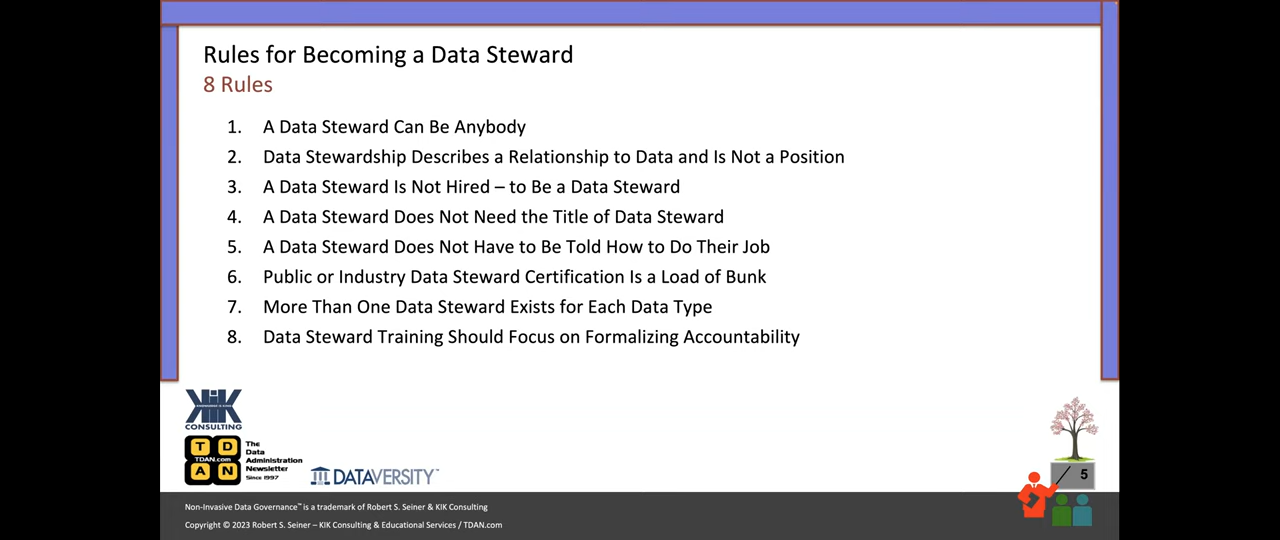 Rules for Becoming a Data Steward
8 Rules
1. A Data Steward Can Be Anybody
2. Data Stewardship Describes a Relationship to Data and Is Not a Position
3. A Data Steward Is Not Hired – to Be a Data Steward
4. A Data Steward Does Not Need the Title of Data Steward
5. A Data Steward Does Not Have to Be Told How to Do Their Job
6. Public or Industry Data Steward Certification Is a Load of Bunk
7. More Than One Data Steward Exists for Each Data Type
8. Data Steward Training Should Focus on Formalizing Accountability
KIK
CONSULTING
T D
TDAN.com
A N
The
Data
Administration
Newsletter
Since 1997
DATAVERSITY™
5
Non-Invasive Data Governance™ is a trademark of Robert S. Seiner & KIK Consulting
Copyright © 2023 Robert S. Seiner – KIK Consulting & Educational Services / TDAN.com